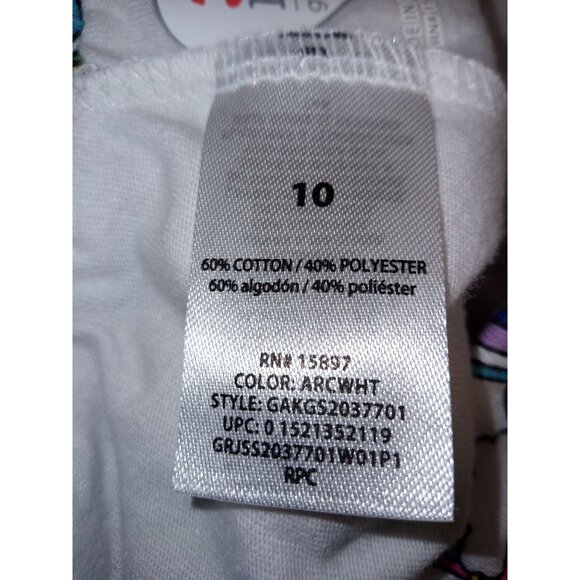 10
60% COTTON / 40% POLYESTER
60% algodón / 40% poliéster
RN# 15897
COLOR: ARCWHT
STYLE: GAKGS2037701
UPC: 0 1521352119
GRJSS2037701W01P1
RPC